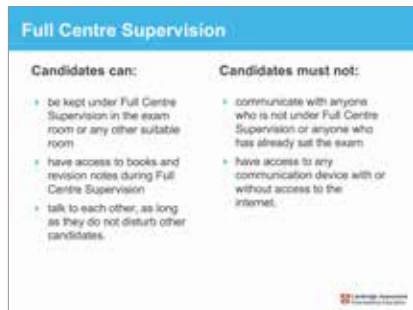 Full Centre Supervision
Candidates can:
be kept under Full Centre
Supervision in the exam
room or any other suitable
room
have access to books and
revision notes during Full
Centre Supervision
talk to each other, as long
as they do not disturb other
candidates.
Candidates must not:
communicate with anyone
who is not under Full Centre
Supervision or anyone who
has already sat the exam
have access to any
communication device with or
without access to the
internet.
Cambridge Assessment
International Education